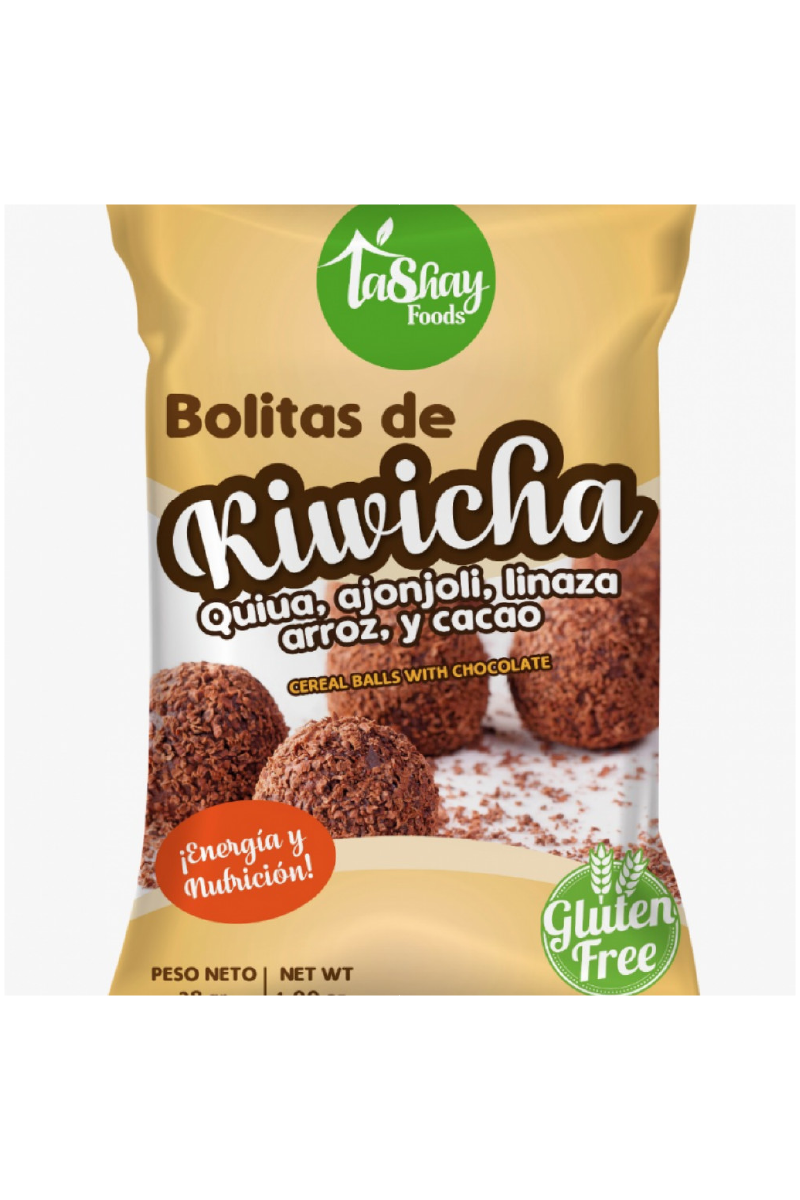 TaShay
Foods
Bolitas de
Kiwicha
Quiua, ajonjoli, linaza
arroz, y cacao
CEREAL BALLS WITH CHOCOLATE
¡Energía y
Nutrición!
Gluten
Free
PESO NETO | NET WT